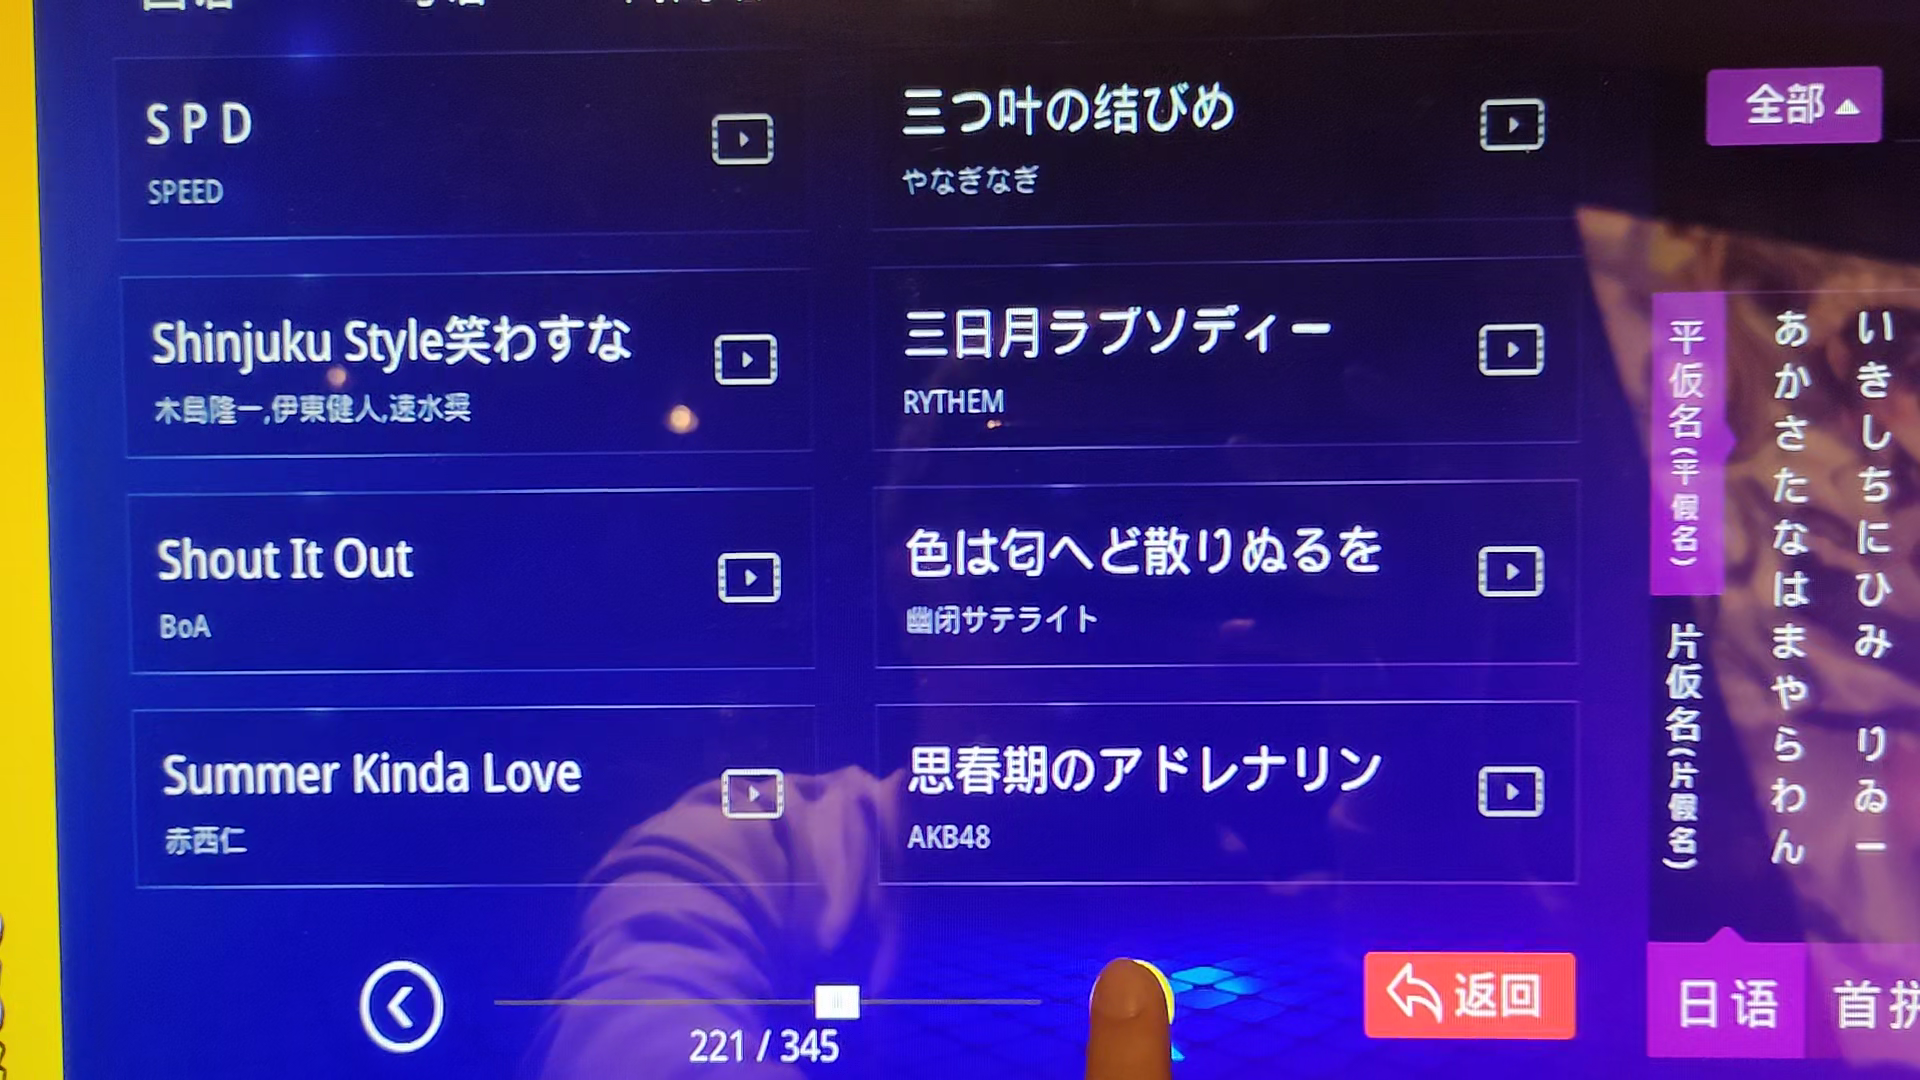 S P D
SPEED
三つ叶の结びめ
やなぎなぎ
Shinjuku Style笑わすな
木島隆一,伊東健人,速水奨
三日月ラブソディー
RYTHEM
Shout It Out
BoA
色は匂へど散りぬるを
幽闭サテライト
Summer Kinda Love
赤西仁
思春期のアドレナリン
AKB48
221 / 345
返回
全部
平仮名(平假名)
片仮名(片假名)
あかさたなはまやらわん
いきしちにひみ りゐー
日语
首拼